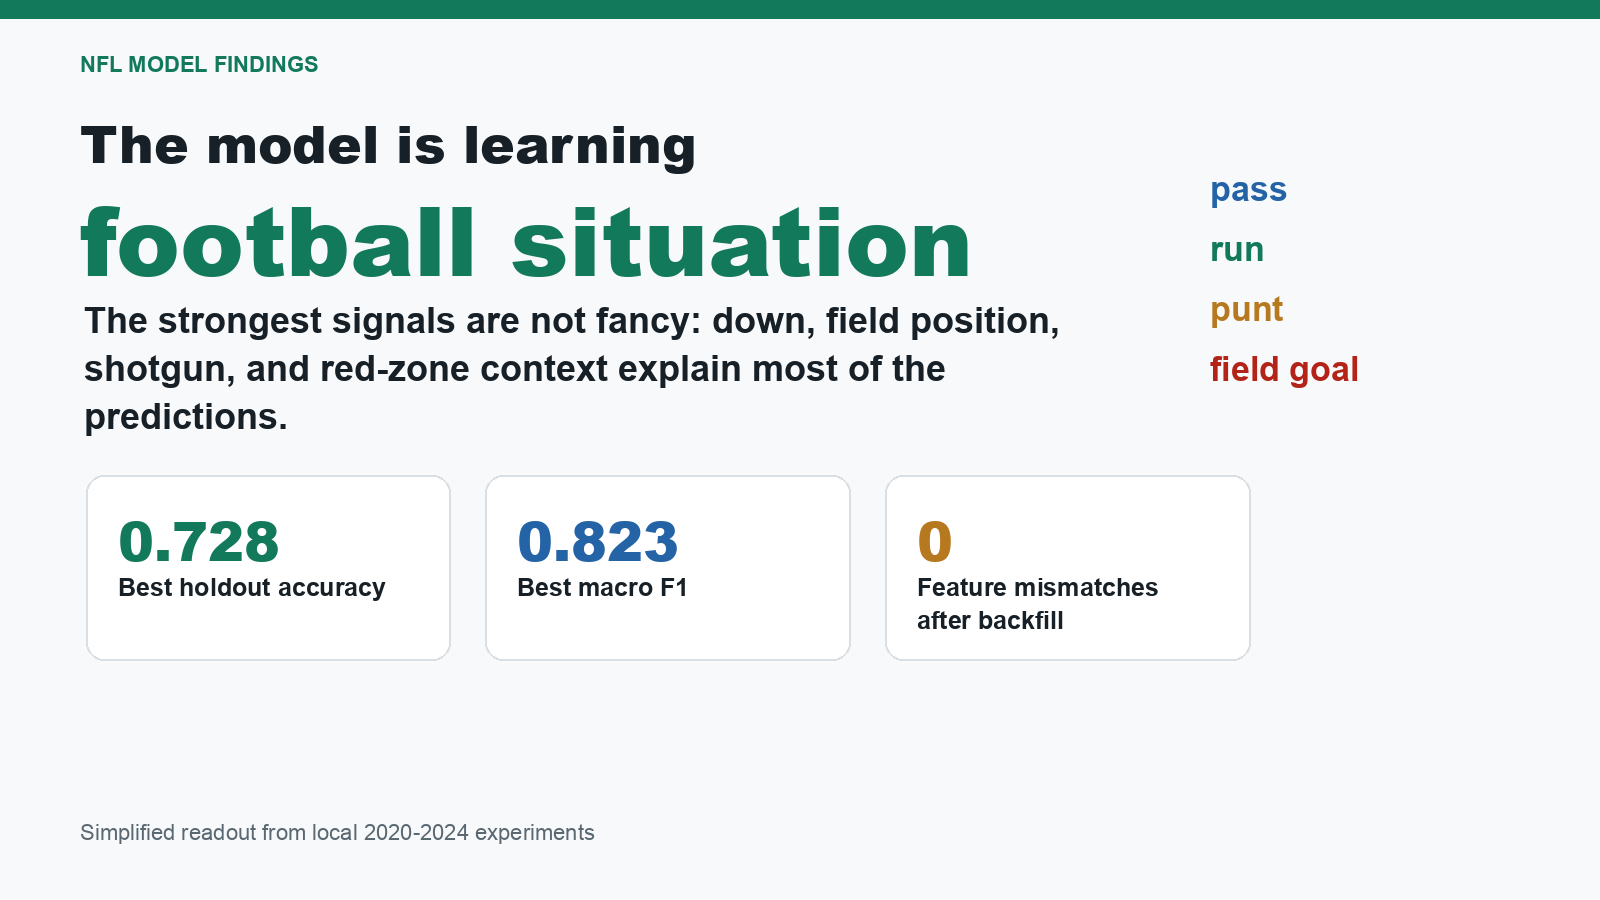 NFL MODEL FINDINGS
The model is learning
football situation
The strongest signals are not fancy: down, field position,
shotgun, and red-zone context explain most of the
predictions.
pass
run
punt
field goal
0.728
Best holdout accuracy
0.823
Best macro F1
0
Feature mismatches
after backfill
Simplified readout from local 2020-2024 experiments